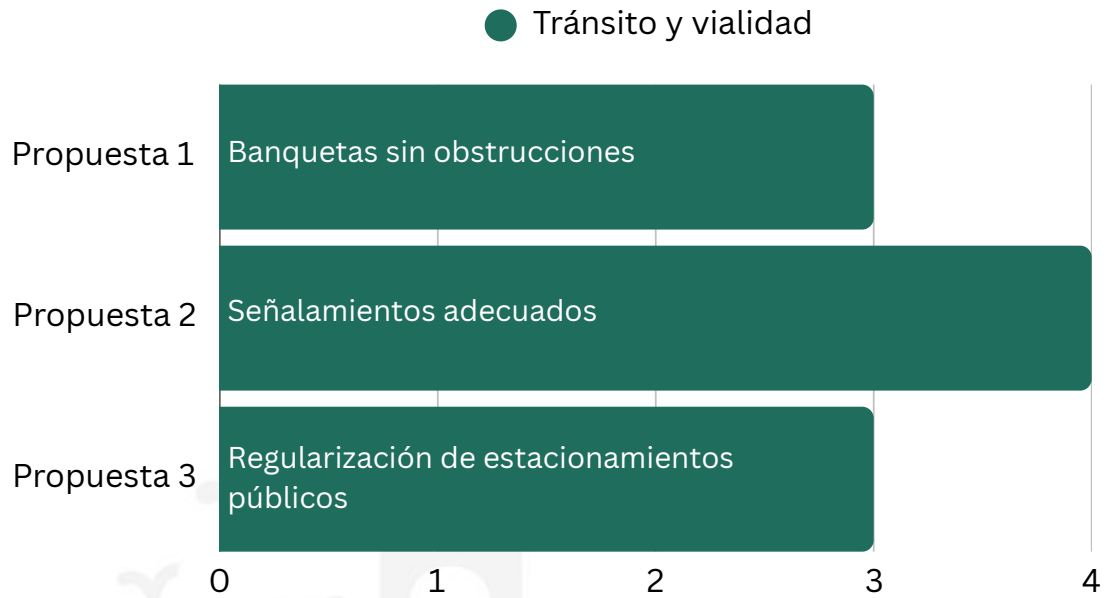 Tránsito y vialidad
Propuesta 1
Banquetas sin obstrucciones
Propuesta 2
Señalamientos adecuados
Propuesta 3
Regularización de estacionamientos
públicos
0 1 2 3 4